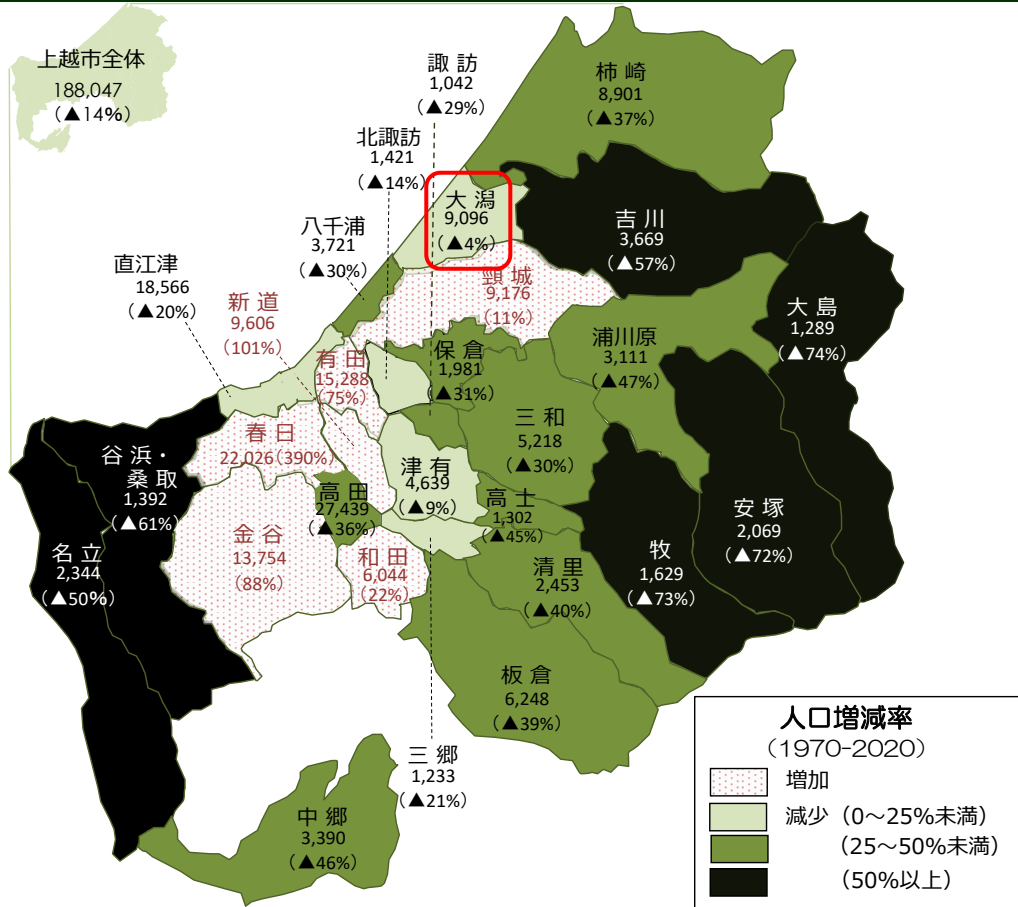 上越市全体
188,047
（▲14%）
諏訪
1,042
（▲29%）
柿崎
8,901
（▲37%）
北諏訪
1,421
（▲14%）
大潟
9,096
（▲4%）
吉川
3,669
（▲57%）
八千浦
3,721
（▲30%）
直江津
18,566
（▲20%）
新道
9,606
（101%）
頸城
9,176
（11%）
大島
1,289
（▲74%）
有田
15,288
（75%）
保倉
1,981
（▲31%）
浦川原
3,111
（▲47%）
三和
5,218
（▲30%）
春日
22,026（390%）
谷浜・
桑取
1,392
（▲61%）
津有
4,639
（▲9%）
高田
27,439
（▲36%）
高士
1,302
（▲45%）
安塚
2,069
（▲72%）
金谷
13,754
（88%）
和田
6,044
（22%）
名立
2,344
（▲50%）
牧
1,629
（▲73%）
清里
2,453
（▲40%）
板倉
6,248
（▲39%）
三郷
1,233
（▲21%）
中郷
3,390
（▲46%）
人口増減率
（1970-2020）
増加
減少（0～25%未満）
（25～50%未満）
（50%以上）